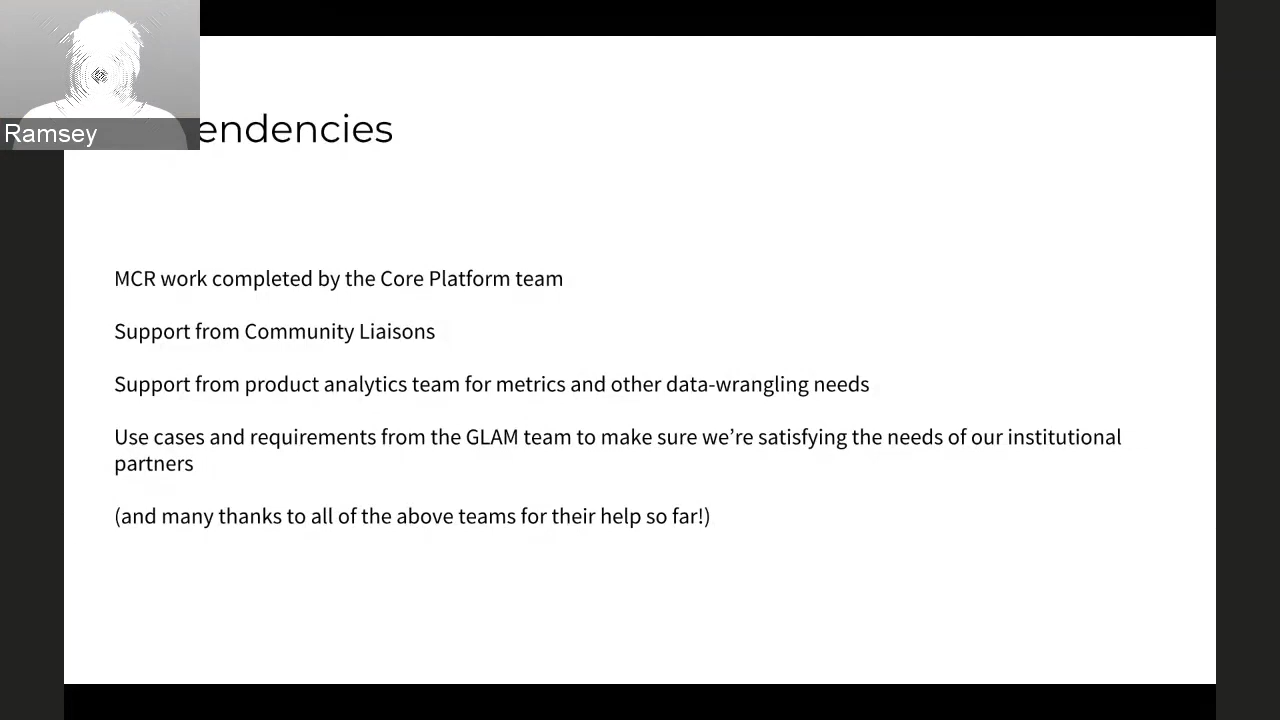 Ramsey
endencies
MCR work completed by the Core Platform team
Support from Community Liaisons
Support from product analytics team for metrics and other data-wrangling needs
Use cases and requirements from the GLAM team to make sure we’re satisfying the needs of our institutional
partners
(and many thanks to all of the above teams for their help so far!)